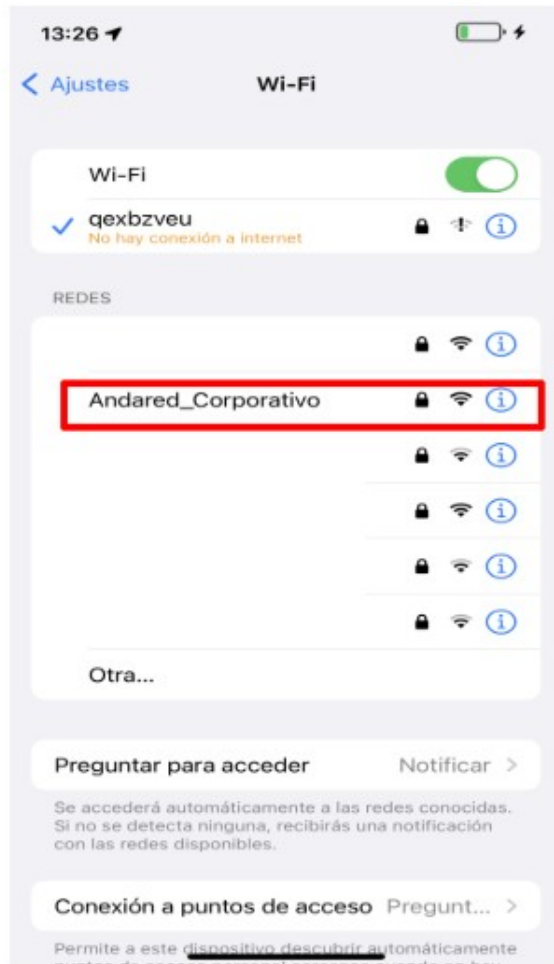 13:26
Ajustes
Wi-Fi
Wi-Fi
qexbzveu
No hay conexión a internet
REDES
Andared_Corporativo
Otra...
Preguntar para acceder Notificar
Se accederá automáticamente a las redes conocidas.
Si no se detecta ninguna, recibirás una notificación
con las redes disponibles.
Conexión a puntos de acceso Pregunt...
Permite a este dispositivo descubrir automáticamente